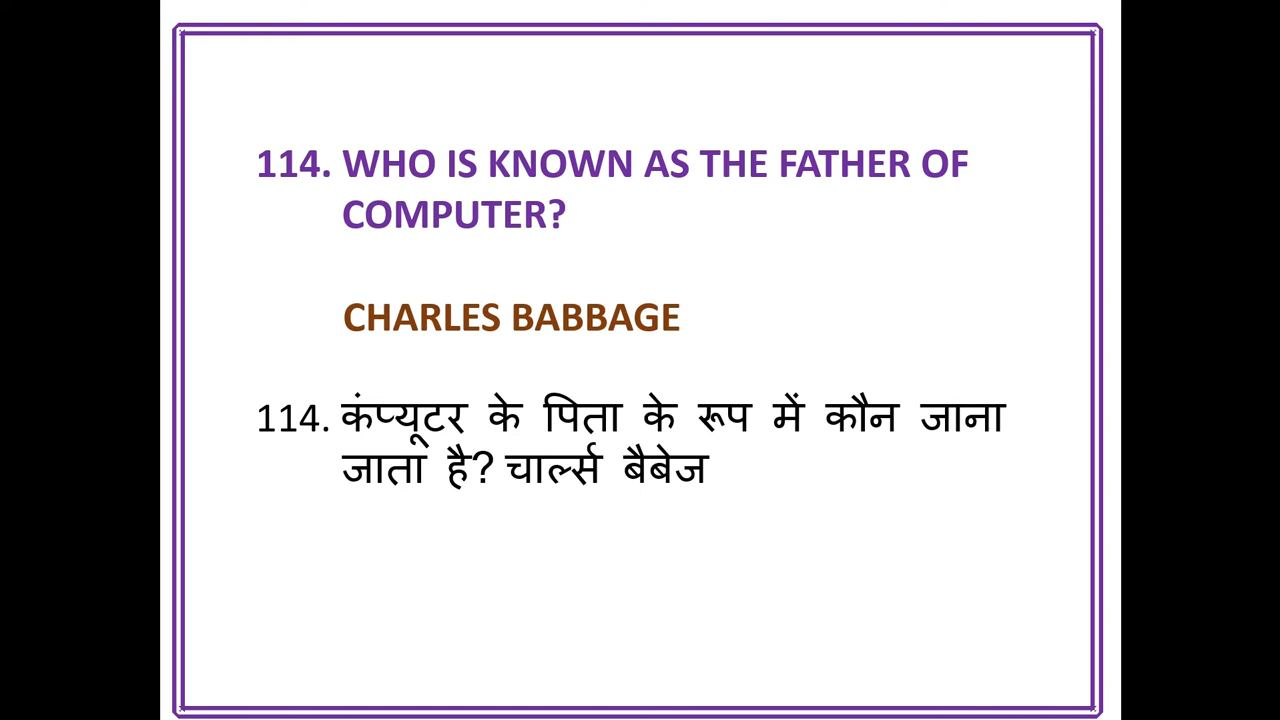 114. WHO IS KNOWN AS THE FATHER OF
COMPUTER?
CHARLES BABBAGE
114. कंप्यूटर के पिता के रूप में कौन जाना
जाता है? चार्ल्स बैबेज